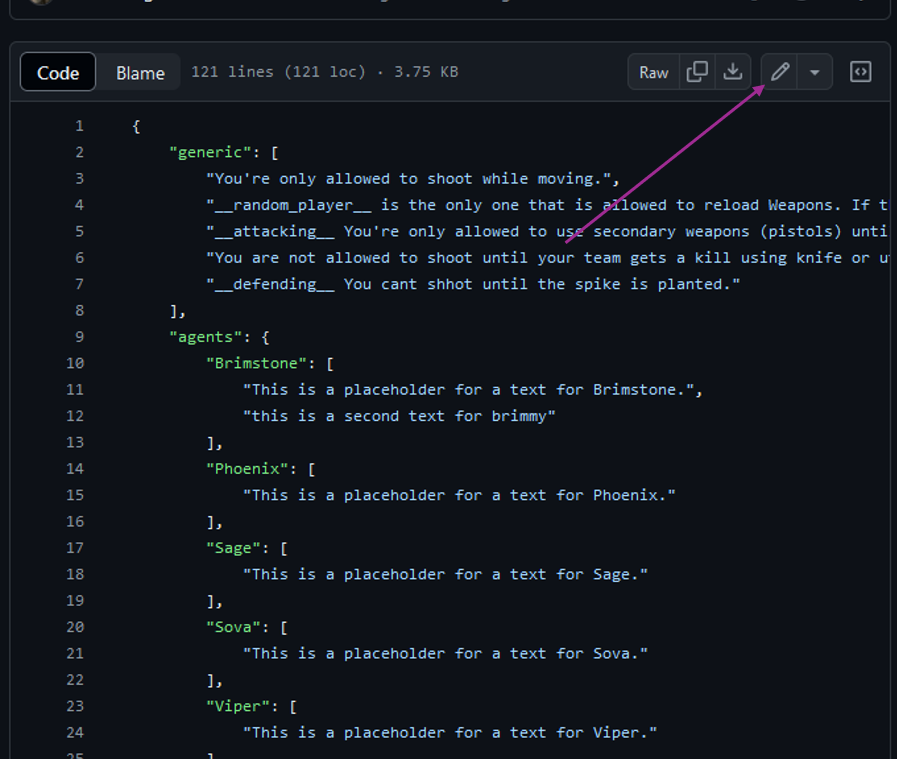 Code Blame 121 lines (121 loc) · 3.75 KB Raw
1 {
2 "generic": [
3 "You're only allowed to shoot while moving.",
4 "__random_player__ is the only one that is allowed to reload Weapons. If t
5 "__attacking__ You're only allowed to use secondary weapons (pistols) unti
6 "You are not allowed to shoot until your team gets a kill using knife or u
7 "__defending__ You cant shhot until the spike is planted."
8 ],
9 "agents": {
10 "Brimstone": [
11 "This is a placeholder for a text for Brimstone.",
12 "this is a second text for brimmy"
13 ],
14 "Phoenix": [
15 "This is a placeholder for a text for Phoenix."
16 ],
17 "Sage": [
18 "This is a placeholder for a text for Sage."
19 ],
20 "Sova": [
21 "This is a placeholder for a text for Sova."
22 ],
23 "Viper": [
24 "This is a placeholder for a text for Viper."
25 ]